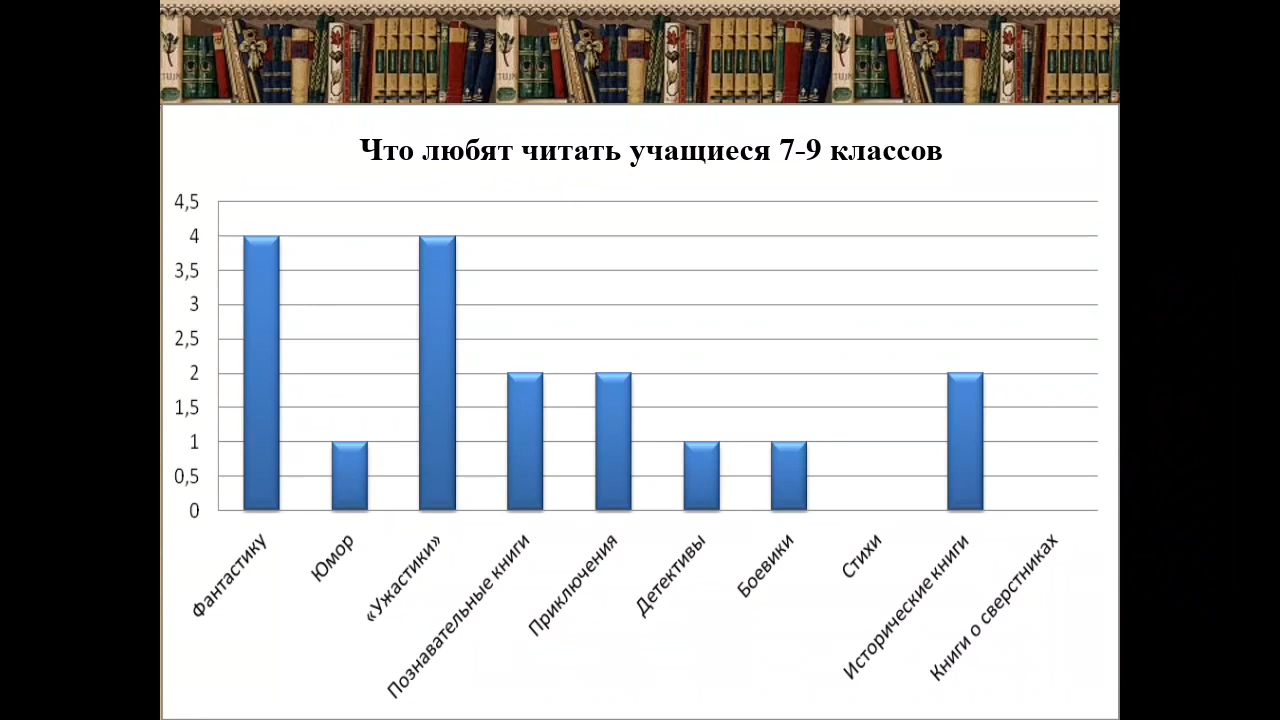 Что любят читать учащиеся 7-9 классов
4,5
4
3,5
3
2,5
2
1,5
1
0,5
0
Фантастику
Юмор
«Ужастики»
Познавательные книги
Приключения
Детективы
Боевики
Стихи
Исторические книги
Книги о сверстниках